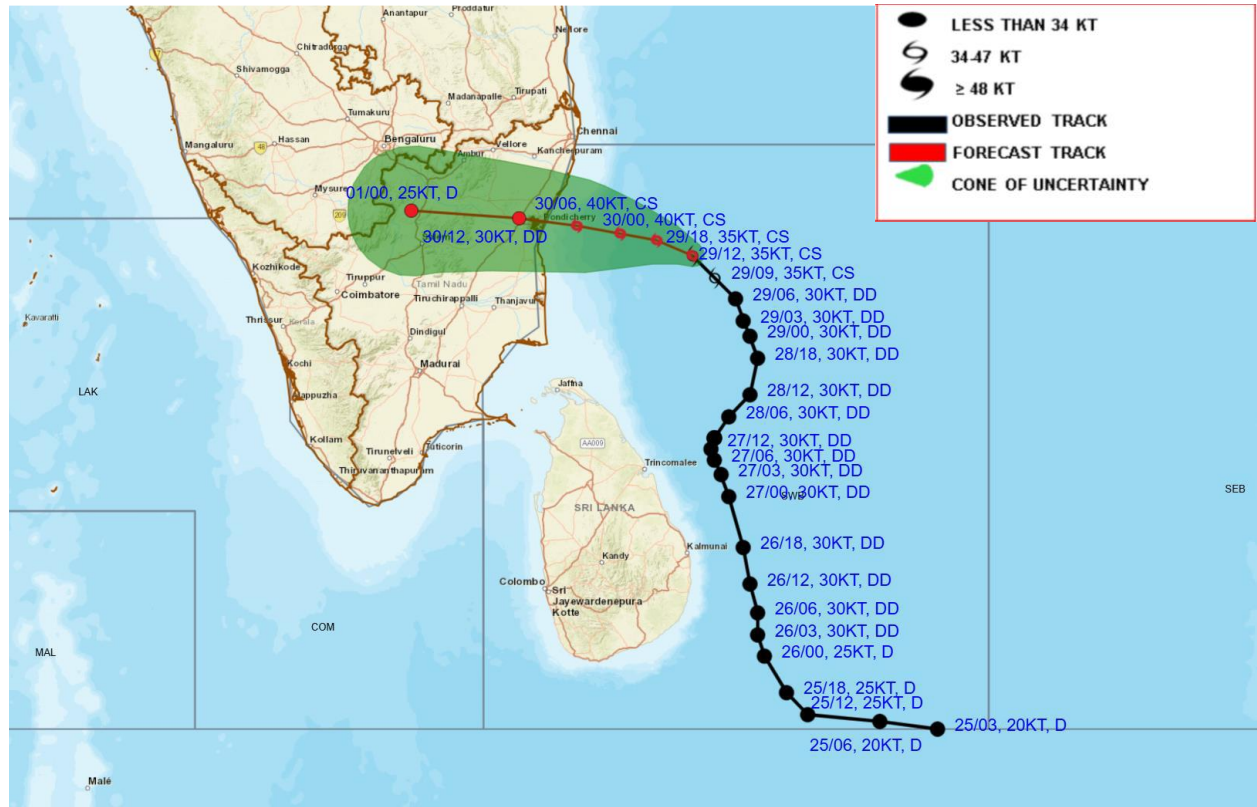 Anantapur
Proddatur
Nellore
Chitradurga
Shivamogga
Tirupati
Madanapalle
Tumakuru
Chennai
Hassan
48
Bengaluru
Mangaluru
Vellore
Kancheepuram
Ambur
Mysuru
01/00, 25KT, D
30/06, 40KT, CS
209
Pondicherry
30/00, 40KT, CS
30/12, 30KT, DD
29/18, 35KT, CS
29/12, 35KT, CS
29/09, 35KT, CS
Kozhikode
Tiruppur
Tamil Nadu
Coimbatore
Tiruchirappalli
Thanjavur
29/06, 30KT, DD
Kavaratti
Thrissur
Kerala
29/03, 30KT, DD
Dindigul
29/00, 30KT, DD
28/18, 30KT, DD
Kochi
Madurai
LAK
Alappuzha
Jaffna
28/12, 30KT, DD
28/06, 30KT, DD
Kollam
27/12, 30KT, DD
Tirunelveli
Tuticorin
AA009
27/06, 30KT, DD
Thiruvananthapuram
Trincomalee
27/03, 30KT, DD
27/00, 30KT, DD
SWB
SEB
SRI LANKA
26/18, 30KT, DD
Kalmunai
Kandy
Colombo
Sri
Jayewardenepura
Kotte
26/12, 30KT, DD
26/06, 30KT, DD
COM
26/03, 30KT, DD
MAL
26/00, 25KT, D
25/18, 25KT, D
25/12, 25KT, D
25/03, 20KT, D
25/06, 20KT, D
Malé
LESS THAN 34 KT
34-47 KT
≥ 48 KT
OBSERVED TRACK
FORECAST TRACK
CONE OF UNCERTAINTY